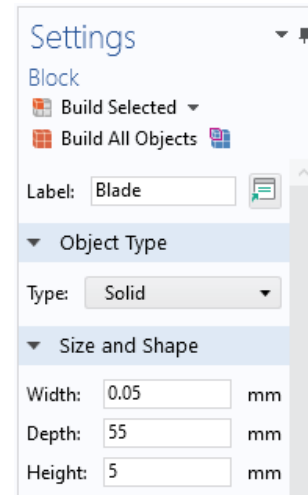 Settings
Block
Build Selected
Build All Objects
Label: Blade
Object Type
Type: Solid
Size and Shape
Width: 0.05 mm
Depth: 55 mm
Height: 5 mm